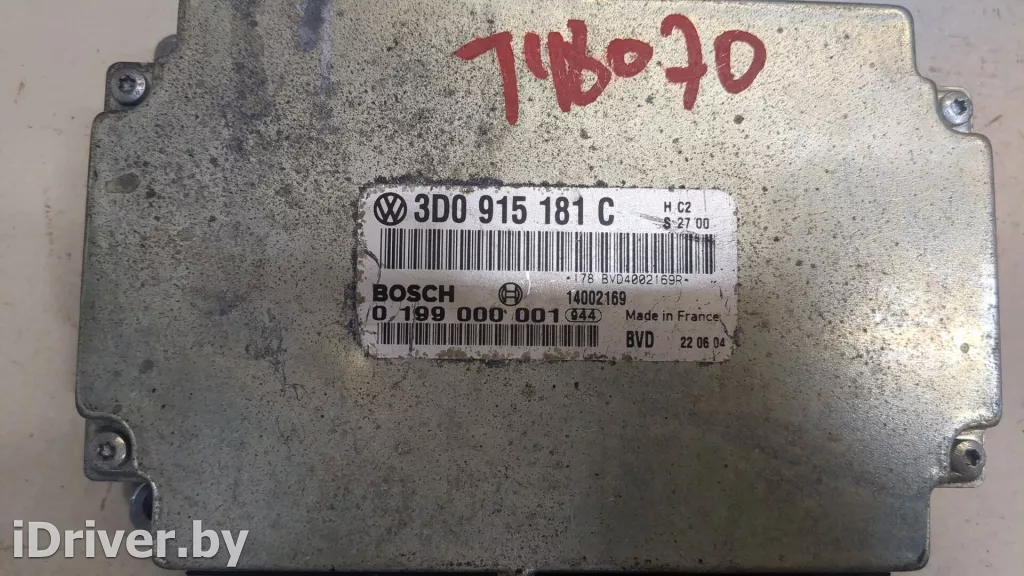 3D0 915 181 C
H C2
S 27 00
*178 BVD4002169R*
BOSCH
14002169
0 199 000 001 944
Made in France
BVD
22 06 04
iDriver.by